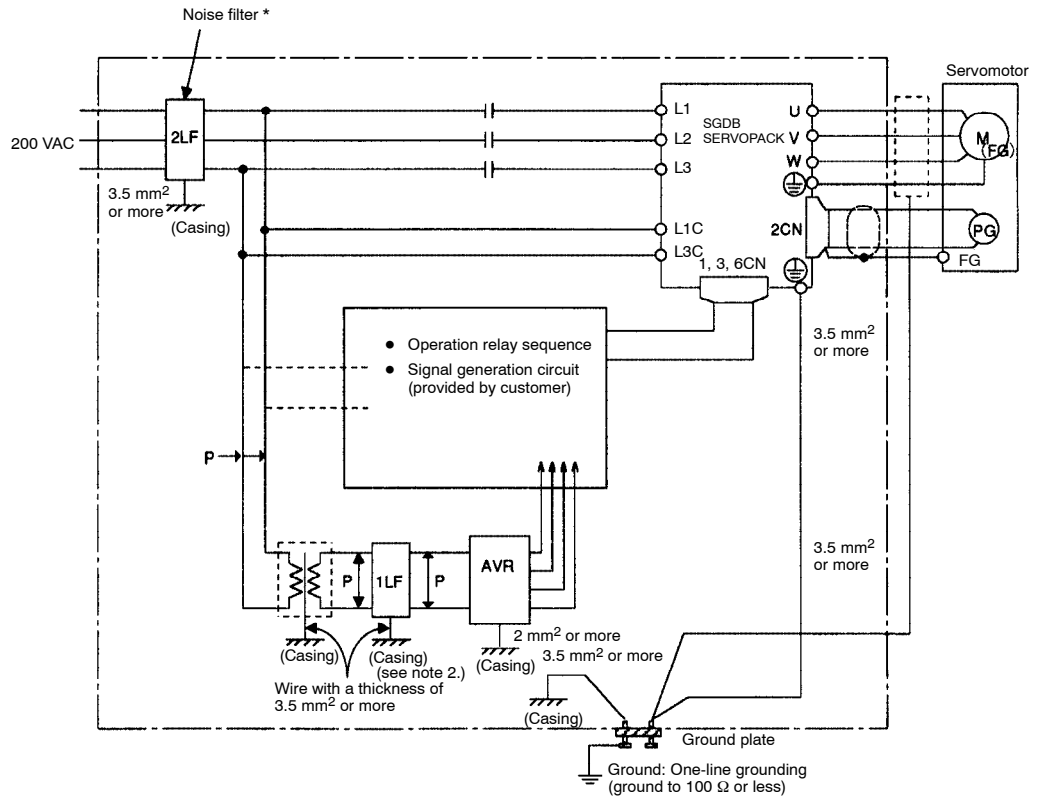 Noise filter *
Servomotor
200 VAC
2LF
3.5 mm2
or more
(Casing)
L1
L2
L3
L1C
L3C
SGDB
SERVOPACK
U
V
W
2CN
1, 3, 6CN
M
(FG)
PG
FG
3.5 mm2
or more
● Operation relay sequence
● Signal generation circuit
(provided by customer)
P
P
1LF
P
AVR
3.5 mm2
or more
(Casing)
(Casing)
(see note 2.)
(Casing)
2 mm2 or more
3.5 mm2 or more
Wire with a thickness of
3.5 mm2 or more
(Casing)
Ground plate
Ground: One-line grounding
(ground to 100 Ω or less)